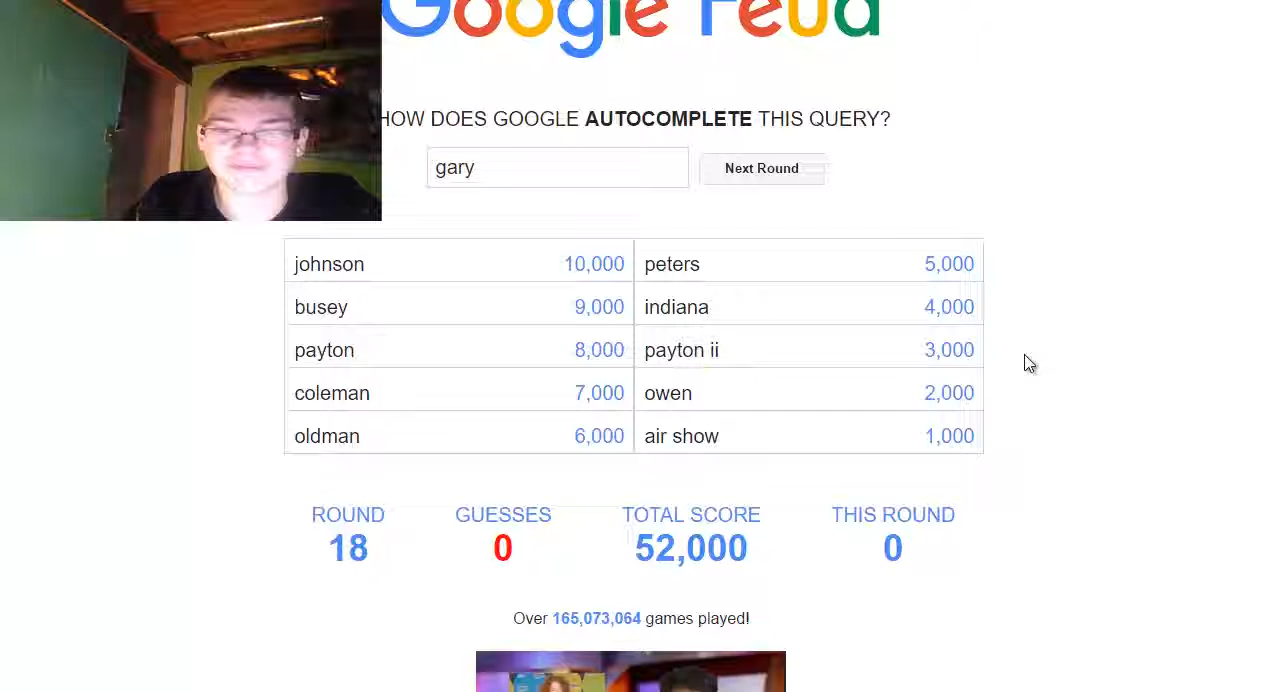 Google Feud
HOW DOES GOOGLE AUTOCOMPLETE THIS QUERY?
gary
Next Round
johnson 10,000 peters 5,000
busey 9,000 indiana 4,000
payton 8,000 payton ii 3,000
coleman 7,000 owen 2,000
oldman 6,000 air show 1,000
ROUND GUESSES TOTAL SCORE THIS ROUND
18 0 52,000 0
Over 165,073,064 games played!